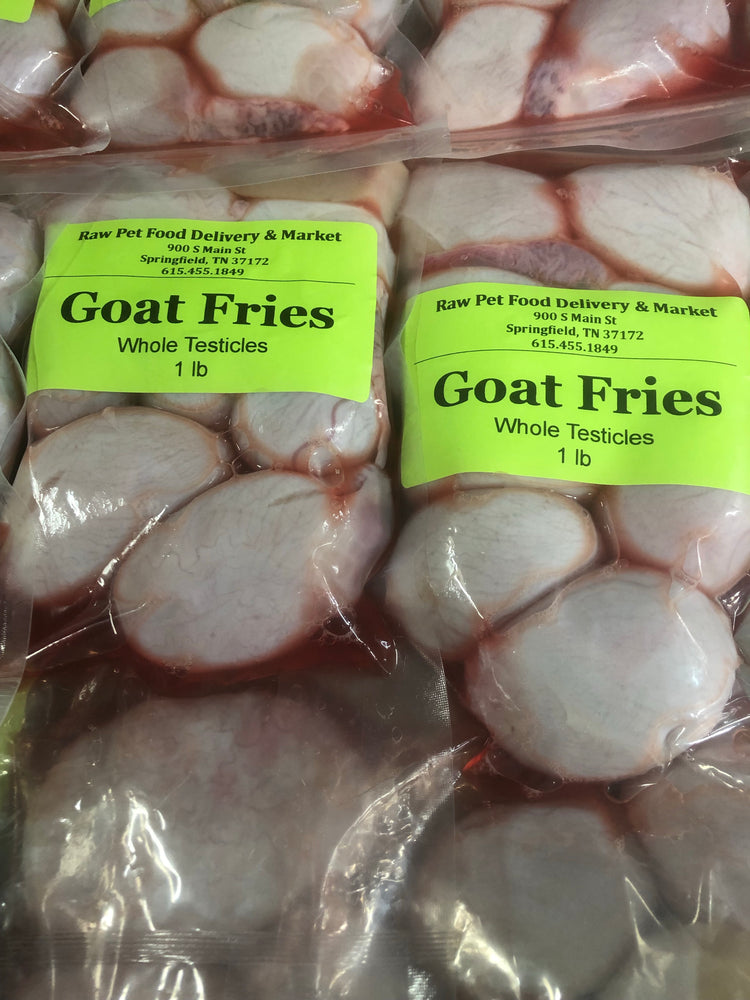 Raw Pet Food Delivery & Market
900 S Main St
Springfield, TN 37172
615.455.1849
Goat Fries
Whole Testicles
1 lb
Raw Pet Food Delivery & Market
900 S Main St
Springfield, TN 37172
615.455.1849
Goat Fries
Whole Testicles
1 lb